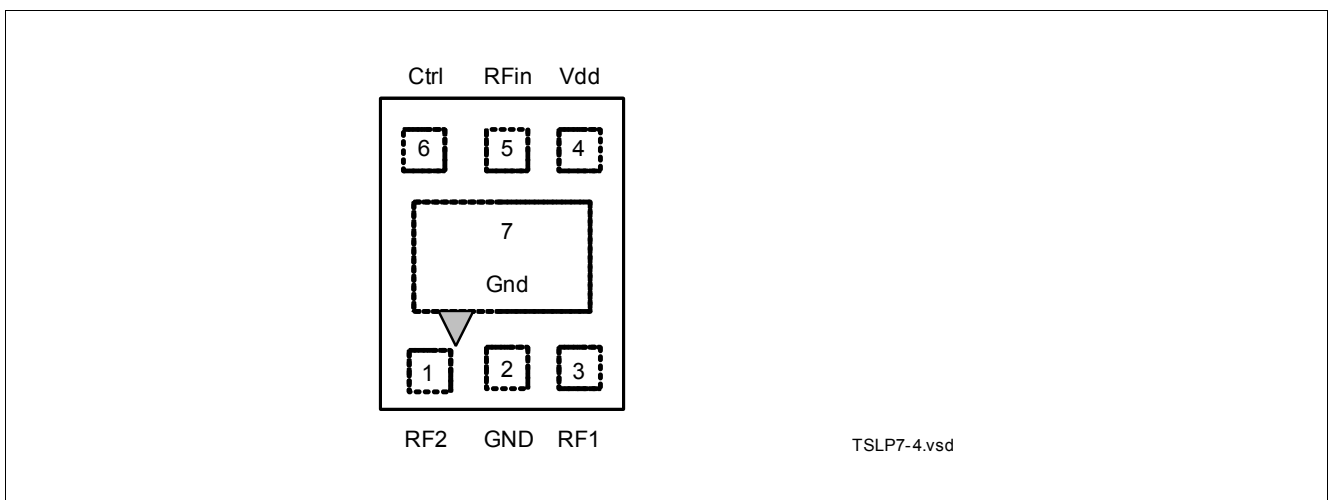 Ctrl RFin Vdd
6 5 4
7
Gnd
1 2 3
RF2 GND RF1
TSLP7-4.vsd